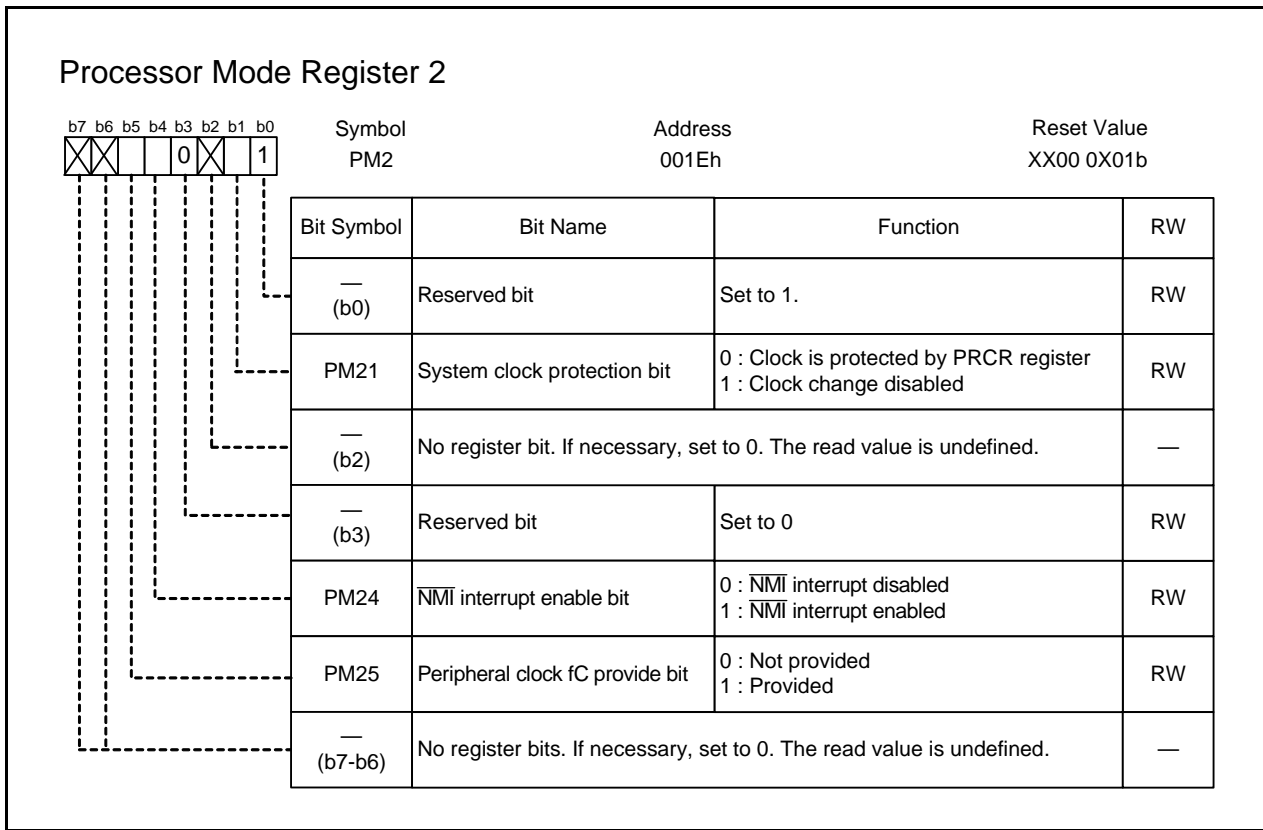 Processor Mode Register 2
b7 b6 b5 b4 b3 b2 b1 b0
0 1
Symbol Address Reset Value
PM2 001Eh XX00 0X01b
Bit Symbol Bit Name Function RW
— (b0) Reserved bit Set to 1. RW
PM21 System clock protection bit 0 : Clock is protected by PRCR register
1 : Clock change disabled RW
— (b2) No register bit. If necessary, set to 0. The read value is undefined. —
— (b3) Reserved bit Set to 0 RW
PM24 N̅M̅I̅ interrupt enable bit 0 : N̅M̅I̅ interrupt disabled
1 : N̅M̅I̅ interrupt enabled RW
PM25 Peripheral clock fC provide bit 0 : Not provided
1 : Provided RW
— (b7-b6) No register bits. If necessary, set to 0. The read value is undefined. —